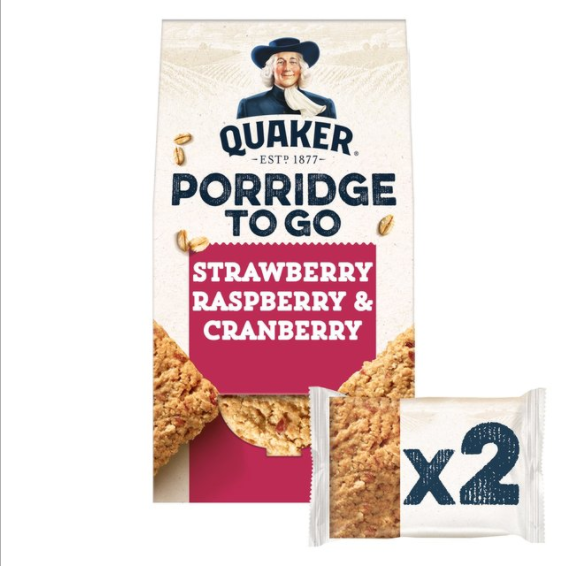 QUAKER®
-ESTD 1877-
PORRIDGE
TO GO
STRAWBERRY
RASPBERRY &
CRANBERRY
x2